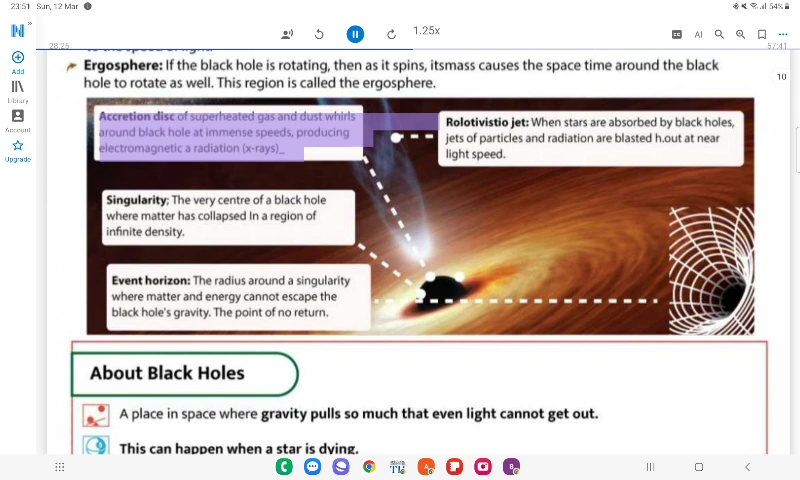 23:51 Sun, 12 Mar
54%
N
»
1.25x
AI
28:26
57:41
Add
Library
Account
Upgrade
10
Ergosphere: If the black hole is rotating, then as it spins, itsmass causes the space time around the black
hole to rotate as well. This region is called the ergosphere.
Accretion disc of superheated gas and dust whirls
around black hole at immense speeds, producing
electromagnetic a radiation (x-rays)_
Rolotivistio jet: When stars are absorbed by black holes,
jets of particles and radiation are blasted h.out at near
light speed.
Singularity; The very centre of a black hole
where matter has collapsed In a region of
infinite density.
Event horizon: The radius around a singularity
where matter and energy cannot escape the
black hole's gravity. The point of no return.
About Black Holes
A place in space where gravity pulls so much that even light cannot get out.
This can happen when a star is dying.